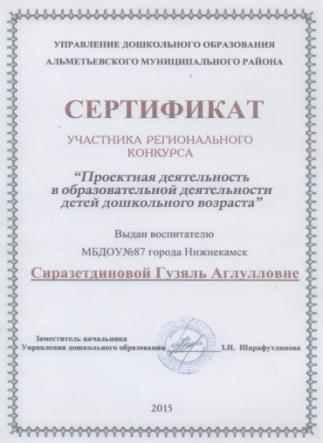 УПРАВЛЕНИЕ ДОШКОЛЬНОГО ОБРАЗОВАНИЯ
АЛЬМЕТЬЕВСКОГО МУНИЦИПАЛЬНОГО РАЙОНА
СЕРТИФИКАТ
УЧАСТНИКА РЕГИОНАЛЬНОГО
КОНКУРСА
“Проектная деятельность
в образовательной деятельности
детей дошкольного возраста”
Выдан воспитателю
МБДОУ№87 города Нижнекамск
Сиразетдиновой Гузяль Аглулловне
Заместитель начальника
Управления дошкольного образования З.Н. Шарафутдинова
2015